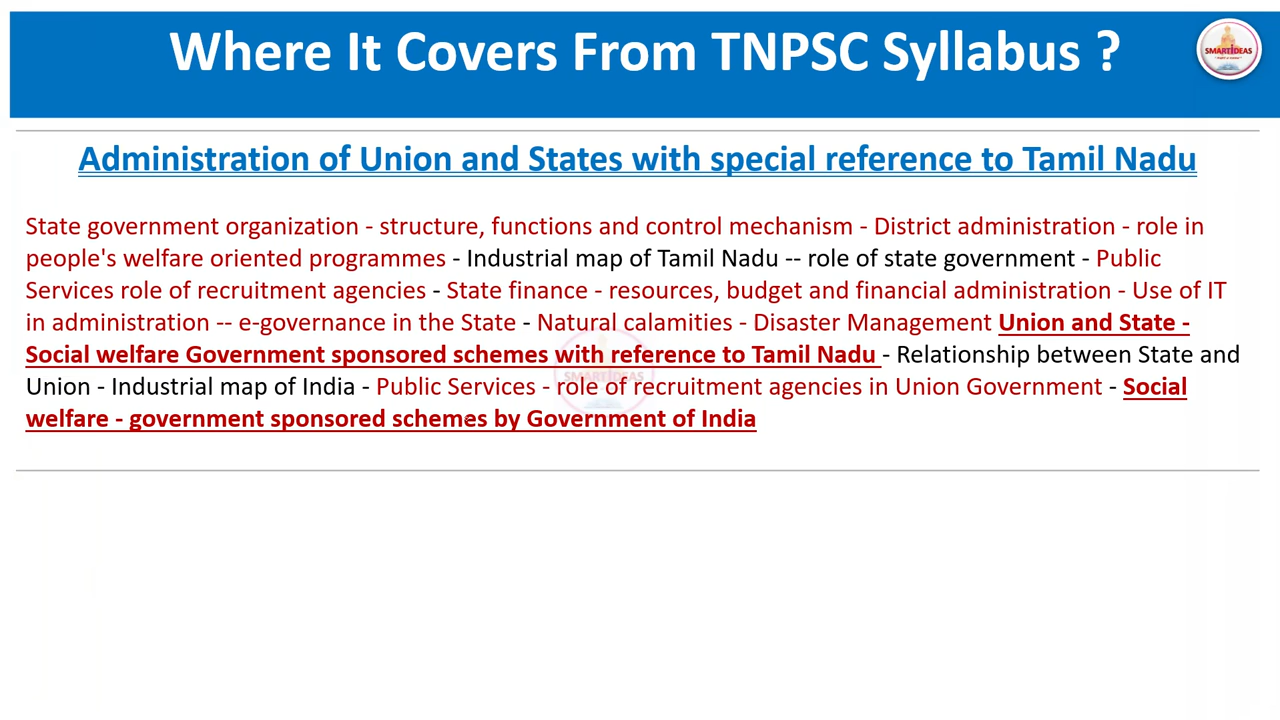 Where It Covers From TNPSC Syllabus ?
SMARTIDEAS
Administration of Union and States with special reference to Tamil Nadu
State government organization - structure, functions and control mechanism - District administration - role in
people's welfare oriented programmes - Industrial map of Tamil Nadu -- role of state government - Public
Services role of recruitment agencies - State finance - resources, budget and financial administration - Use of IT
in administration -- e-governance in the State - Natural calamities - Disaster Management Union and State -
Social welfare Government sponsored schemes with reference to Tamil Nadu - Relationship between State and
Union - Industrial map of India - Public Services - role of recruitment agencies in Union Government - Social
welfare - government sponsored schemes by Government of India
SMARTIDEAS